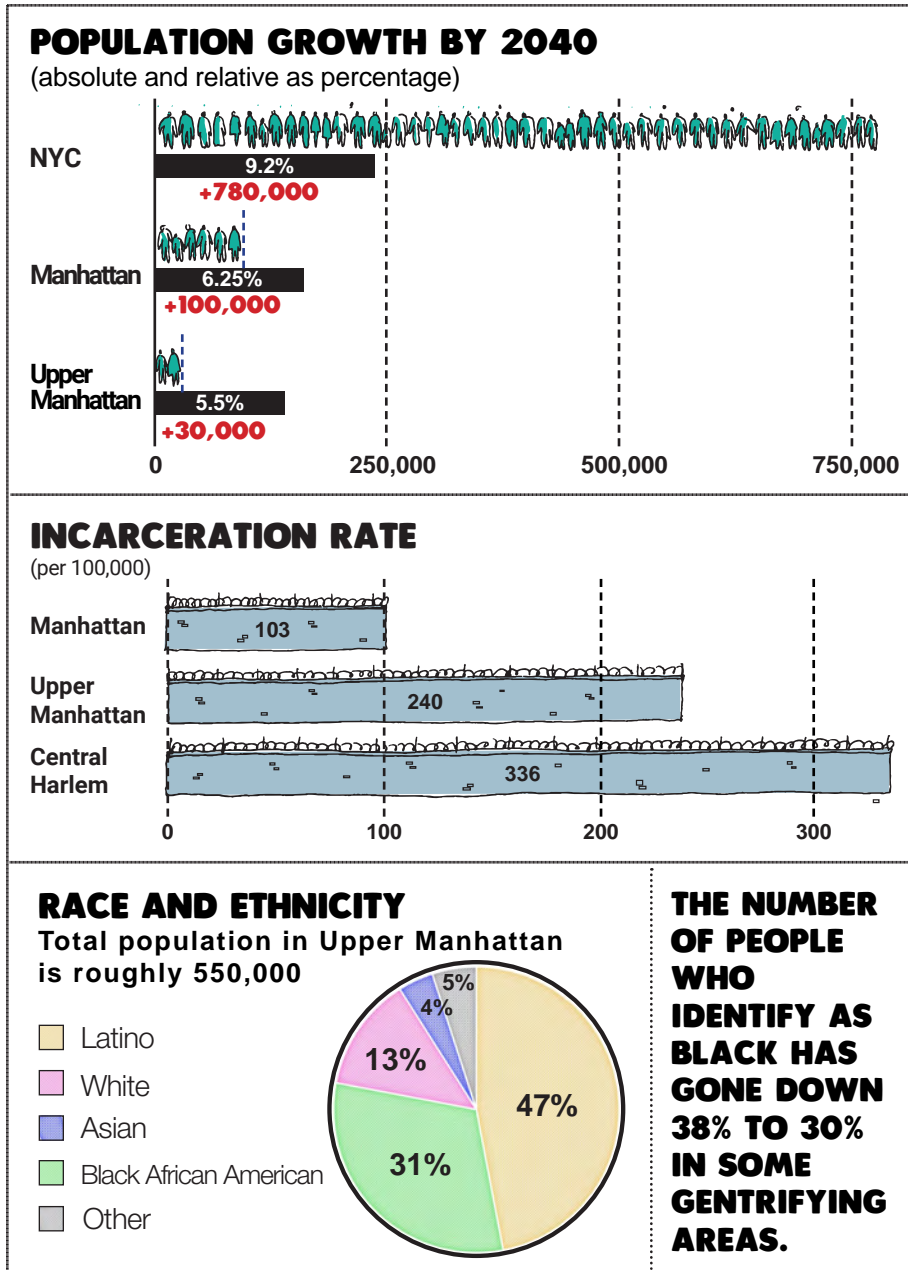 POPULATION GROWTH BY 2040
(absolute and relative as percentage)
NYC
9.2%
+780,000
Manhattan
6.25%
+100,000
Upper
Manhattan
5.5%
+30,000
0 250,000 500,000 750,000
INCARCERATION RATE
(per 100,000)
Manhattan
103
Upper
Manhattan
240
Central
Harlem
336
0 100 200 300
RACE AND ETHNICITY
Total population in Upper Manhattan
is roughly 550,000
Latino
White
Asian
Black African American
Other
5%
4%
13%
47%
31%
THE NUMBER
OF PEOPLE
WHO
IDENTIFY AS
BLACK HAS
GONE DOWN
38% TO 30%
IN SOME
GENTRIFYING
AREAS.